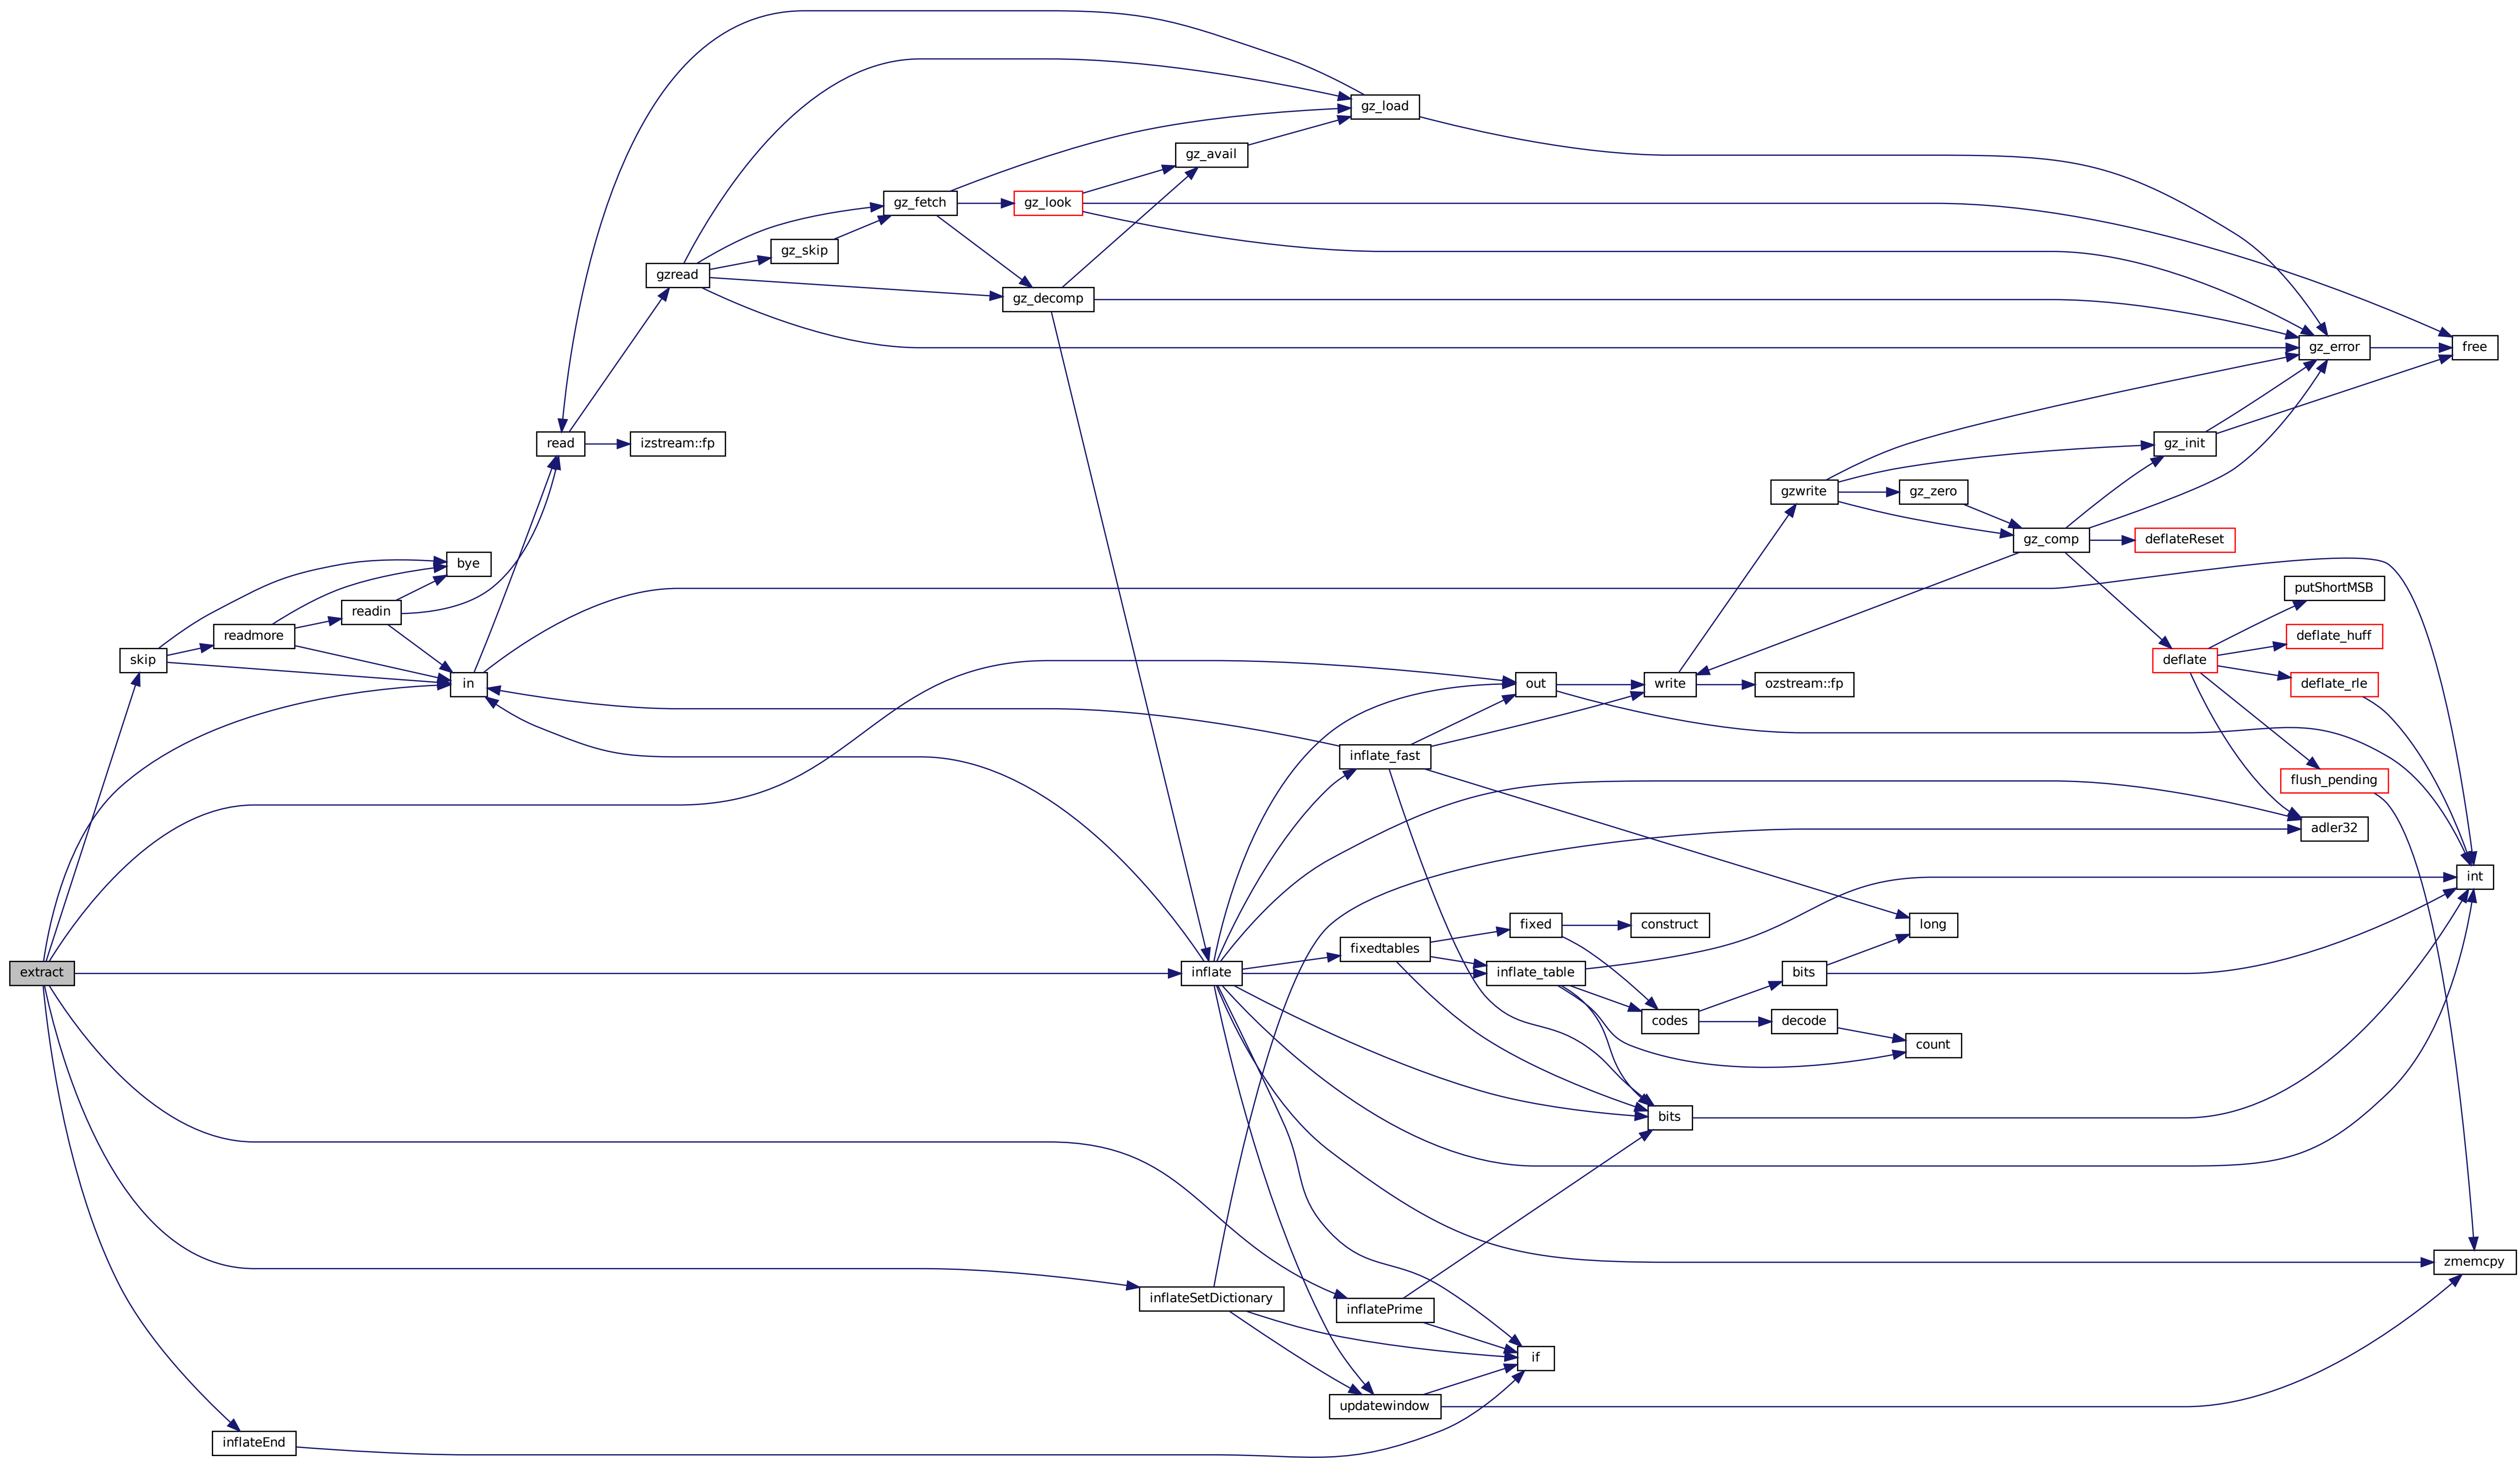 gz_load
gz_avail
gz_fetch
gz_look
gz_skip
gzread
gz_decomp
gz_error
free
read
izstream::fp
gz_init
gzwrite
gz_zero
gz_comp
deflateReset
bye
putShortMSB
readin
readmore
deflate_huff
skip
deflate
in
out
write
ozstream::fp
deflate_rle
inflate_fast
flush_pending
adler32
int
fixed
construct
long
fixedtables
extract
inflate
inflate_table
bits
codes
decode
count
bits
zmemcpy
inflateSetDictionary
inflatePrime
if
updatewindow
inflateEnd